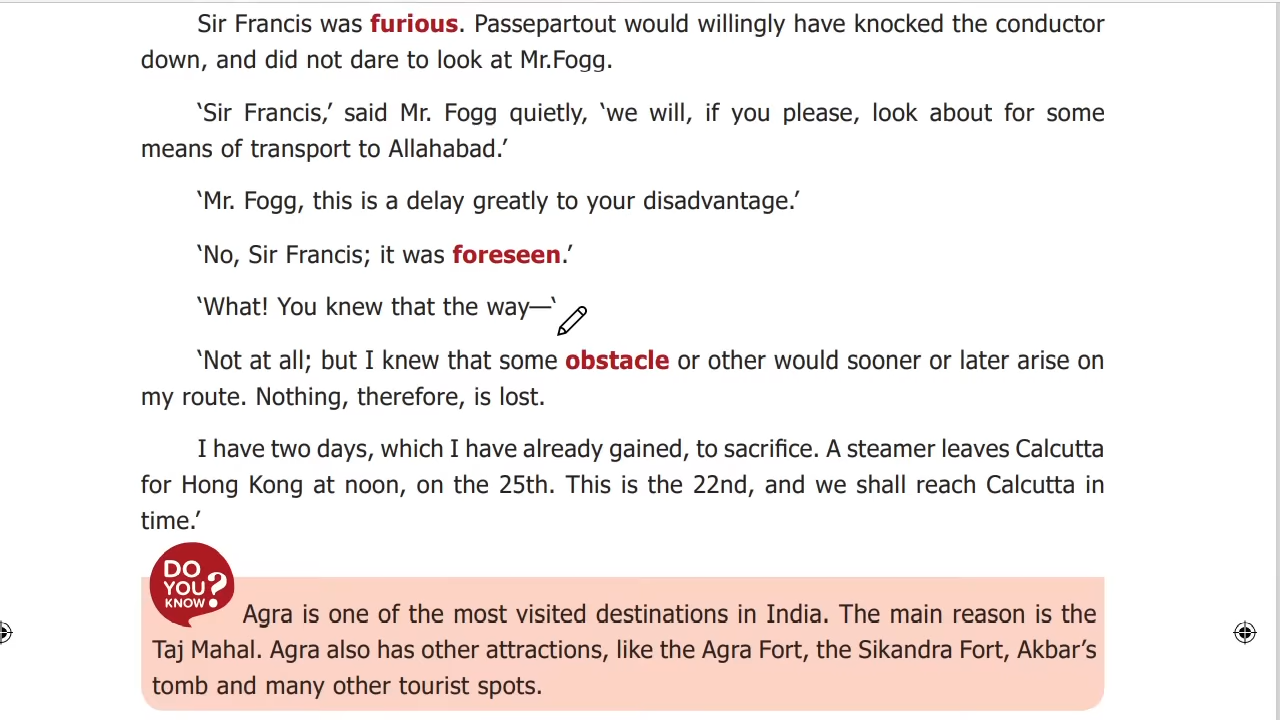 Sir Francis was furious. Passepartout would willingly have knocked the conductor
down, and did not dare to look at Mr.Fogg.
‘Sir Francis,’ said Mr. Fogg quietly, ‘we will, if you please, look about for some
means of transport to Allahabad.’
‘Mr. Fogg, this is a delay greatly to your disadvantage.’
‘No, Sir Francis; it was foreseen.’
‘What! You knew that the way—‘
‘Not at all; but I knew that some obstacle or other would sooner or later arise on
my route. Nothing, therefore, is lost.
I have two days, which I have already gained, to sacrifice. A steamer leaves Calcutta
for Hong Kong at noon, on the 25th. This is the 22nd, and we shall reach Calcutta in
time.’
DO
YOU
KNOW?
Agra is one of the most visited destinations in India. The main reason is the
Taj Mahal. Agra also has other attractions, like the Agra Fort, the Sikandra Fort, Akbar’s
tomb and many other tourist spots.